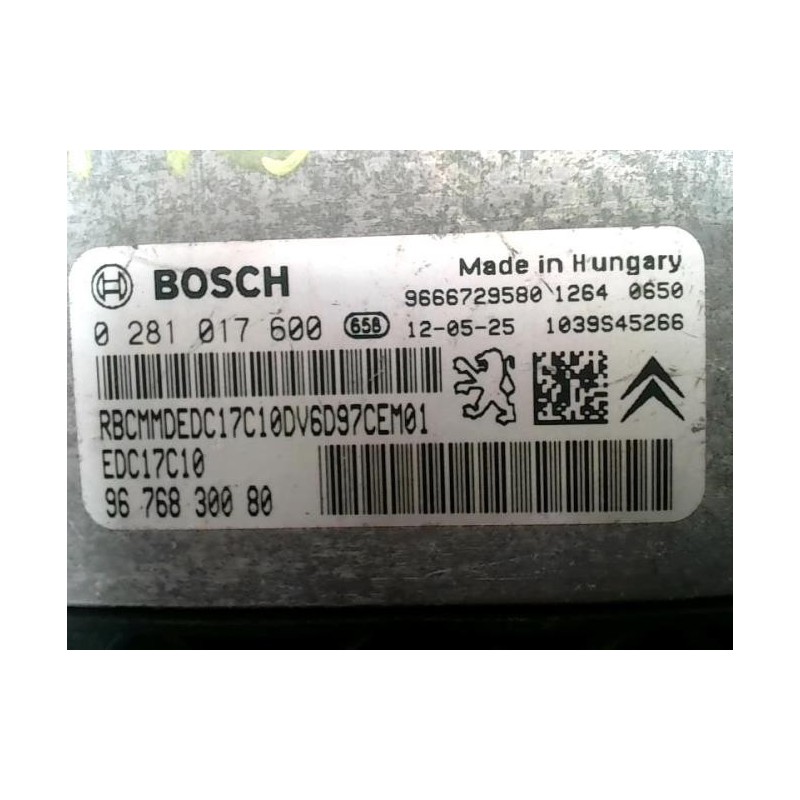 BOSCH
Made in Hungary
9666729580 1264 0650
0 281 017 600 658 12-05-25 1039S45266
RBCMMDEDC17C10DV6D97CEM01
EDC17C10
96 768 300 80